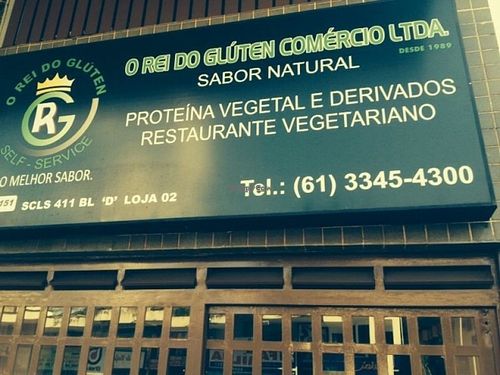 O REI DO GLÚTEN
RG
SELF - SERVICE
O MELHOR SABOR.
151
SCLS 411 BL 'D' LOJA 02
O REI DO GLÚTEN COMÉRCIO LTDA.
DESDE 1989
SABOR NATURAL
PROTEÍNA VEGETAL E DERIVADOS
RESTAURANTE VEGETARIANO
Tel.: (61) 3345-4300